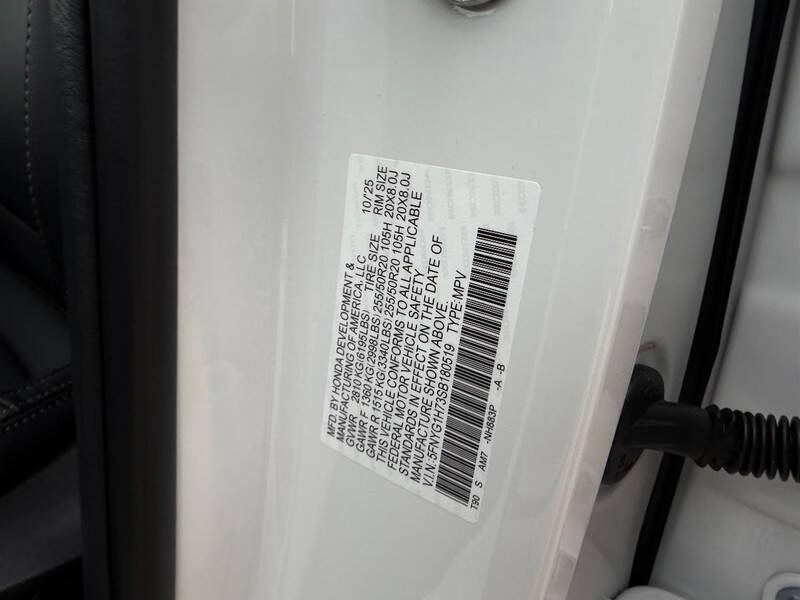 MFD. BY HONDA DEVELOPMENT &
MANUFACTURING OF AMERICA, LLC 10/'25
GVWR 2810 KG(6195LBS) TIRE SIZE RIM SIZE
GAWR F 1360 KG(2998LBS) 255/50R20 105H 20X8.0J
GAWR R 1515 KG(3340LBS) 255/50R20 105H 20X8.0J
THIS VEHICLE CONFORMS TO ALL APPLICABLE
FEDERAL MOTOR VEHICLE SAFETY
STANDARDS IN EFFECT ON THE DATE OF
MANUFACTURE SHOWN ABOVE.
V.I.N.:5FNYG1H73SB180519 TYPE:MPV
T90 S AM7 -NH883P -A -B